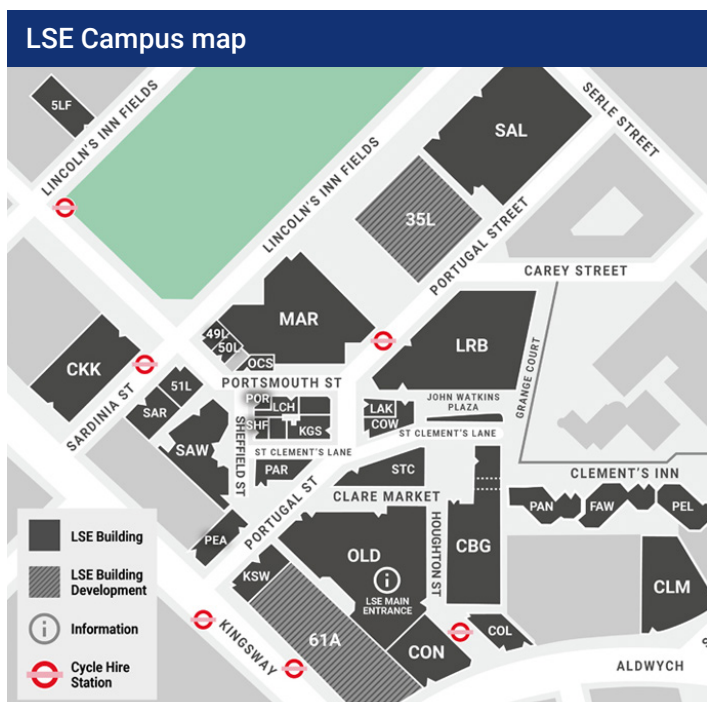 LSE Campus map
5LF
LINCOLN'S INN FIELDS
LINCOLN'S INN FIELDS
SAL
SERLE STREET
35L
PORTUGAL STREET
CAREY STREET
MAR
49L
50L
OCS
LRB
GRANGE COURT
CKK
SARDINIA ST
51L
SAR
SAW
PORTSMOUTH ST
POR
LCH
SHF
KGS
SHEFFIELD ST
ST CLEMENT'S LANE
PAR
LAK
COW
JOHN WATKINS
PLAZA
ST CLEMENT'S LANE
STC
CLARE MARKET
CLEMENT'S INN
PAN
FAW
PEL
PORTUGAL ST
PEA
KSW
OLD
LSE MAIN
ENTRANCE
HOUGHTON ST
CBG
CLM
61A
CON
COL
KINGSWAY
ALDWYCH
LSE Building
LSE Building
Development
Information
Cycle Hire
Station